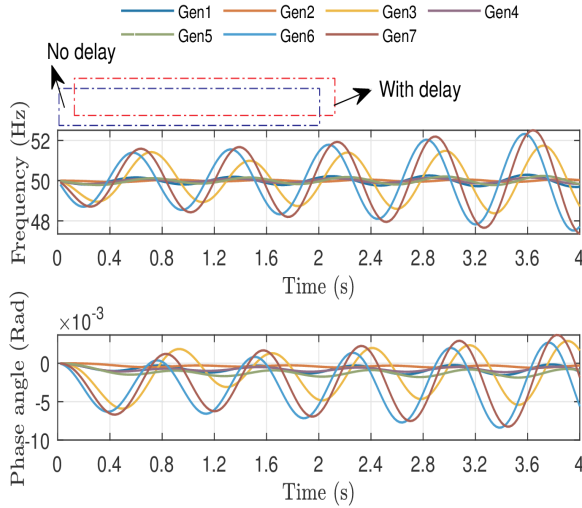 Gen1 Gen2 Gen3 Gen4
Gen5 Gen6 Gen7
No delay
With delay
Frequency (Hz)
52
50
48
0 0.4 0.8 1.2 1.6 2 2.4 2.8 3.2 3.6 4
Time (s)
×10⁻³
Phase angle (Rad)
0
-5
-10
0 0.4 0.8 1.2 1.6 2 2.4 2.8 3.2 3.6 4
Time (s)